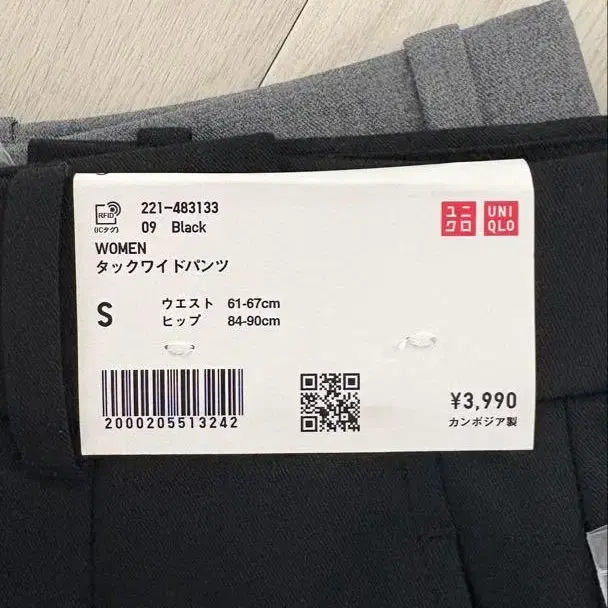 RFID
(ICタグ)
221-483133
09 Black
WOMEN
タックワイドパンツ
ユニ
クロ
UNI
QLO
S
ウエスト 61-67cm
ヒップ 84-90cm
2000205513242
¥3,990
カンボジア製